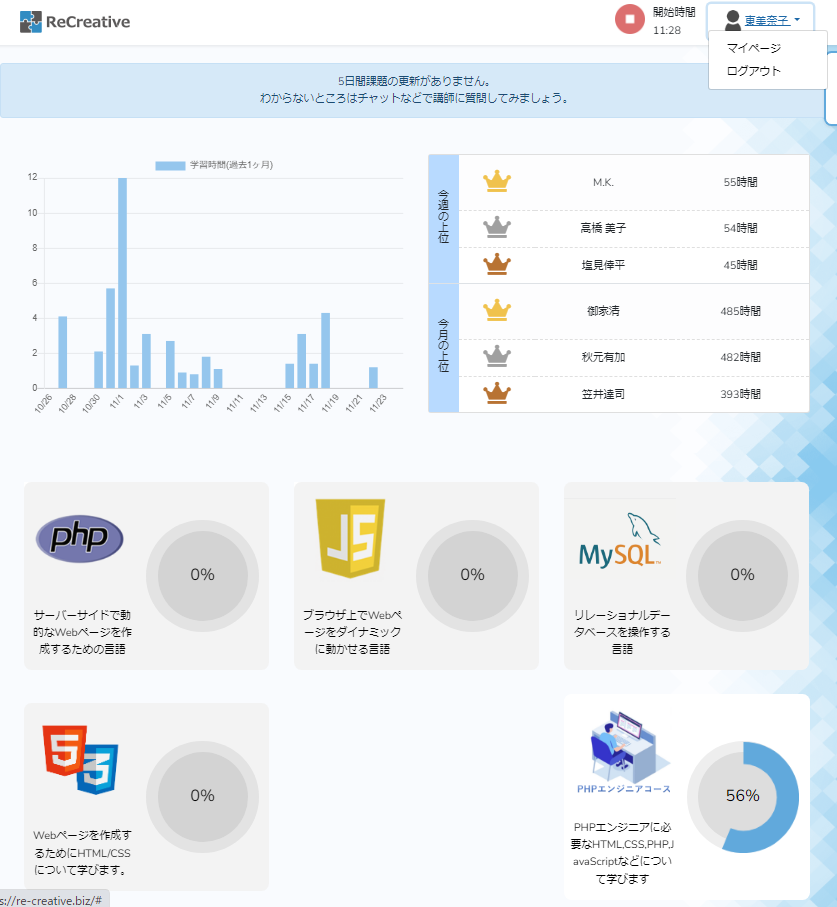 ReCreative
開始時間
11:28
東美奈子
マイページ
ログアウト
5日間課題の更新がありません。
わからないところはチャットなどで講師に質問してみましょう。
学習時間(過去1ヶ月)
12
10
8
6
4
2
0
10/26
10/28
10/30
11/1
11/3
11/5
11/7
11/9
11/11
11/13
11/15
11/17
11/19
11/21
11/23
今週の上位
M.K.
55時間
高橋 美子
54時間
塩見倖平
45時間
今月の上位
御家清
485時間
秋元有加
482時間
笠井達司
393時間
php
0%
サーバーサイドで動
的なWebページを作
成するための言語
JS
0%
ブラウザ上でWebペ
ージをダイナミック
に動かせる言語
MySQL
0%
リレーショナルデー
タベースを操作する
言語
5
3
0%
Webページを作成す
るためにHTML/CSS
について学びます。
PHPエンジニアコース
56%
PHPエンジニアに必
要なHTML,CSS,PHP,J
avaScriptなどについ
て学びます
s://re-creative.biz/#